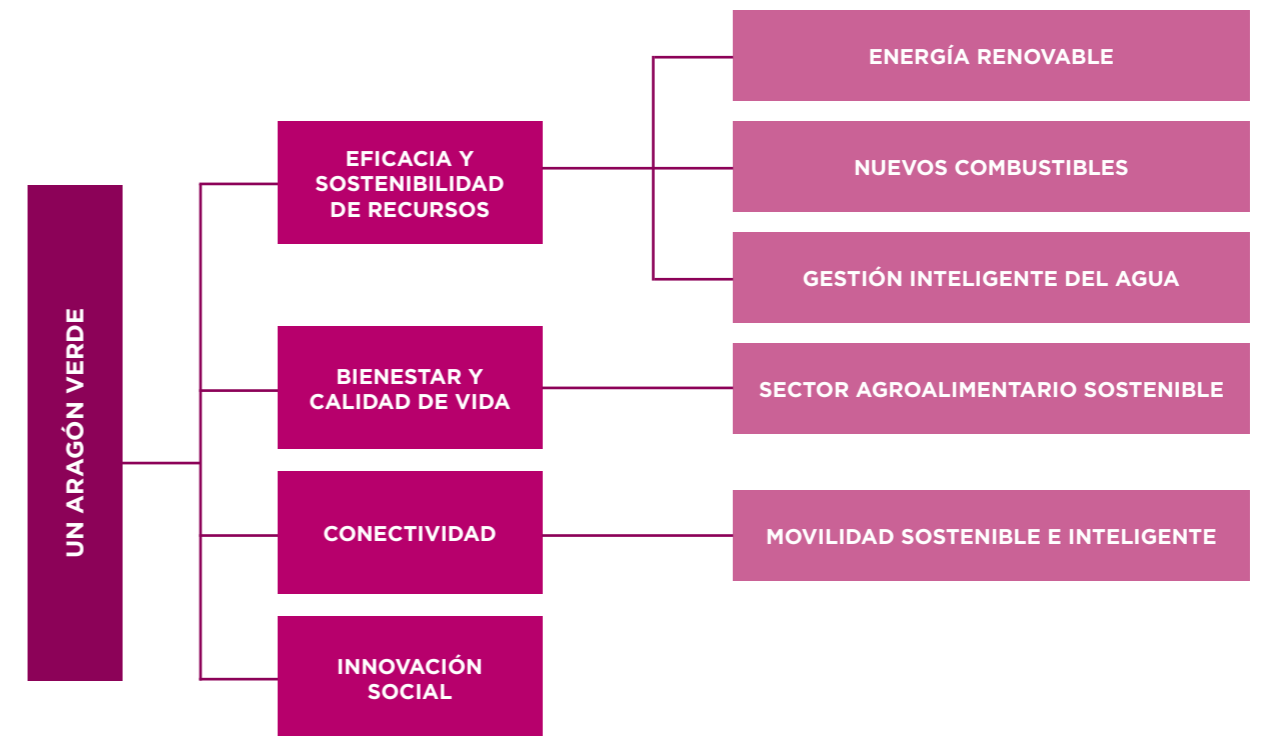 UN ARAGÓN VERDE
EFICACIA Y
SOSTENIBILIDAD
DE RECURSOS
ENERGÍA RENOVABLE
NUEVOS COMBUSTIBLES
GESTIÓN INTELIGENTE DEL AGUA
BIENESTAR Y
CALIDAD DE VIDA
SECTOR AGROALIMENTARIO SOSTENIBLE
CONECTIVIDAD
MOVILIDAD SOSTENIBLE E INTELIGENTE
INNOVACIÓN
SOCIAL